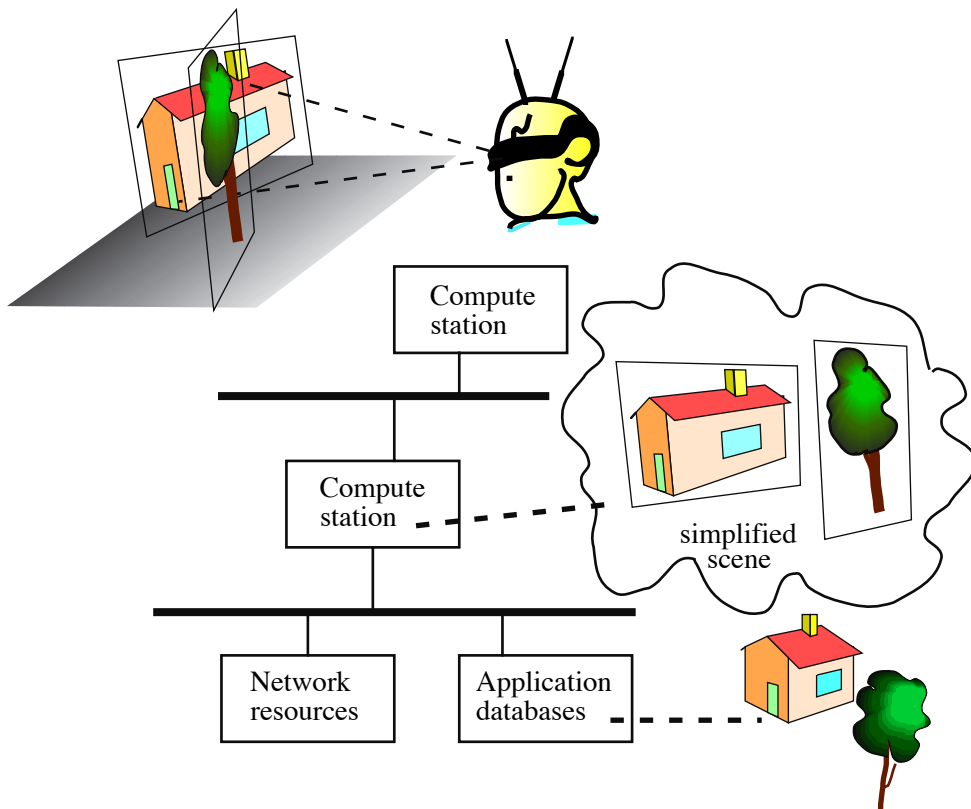 Compute
station
Compute
station
simplified
scene
Network
resources
Application
databases